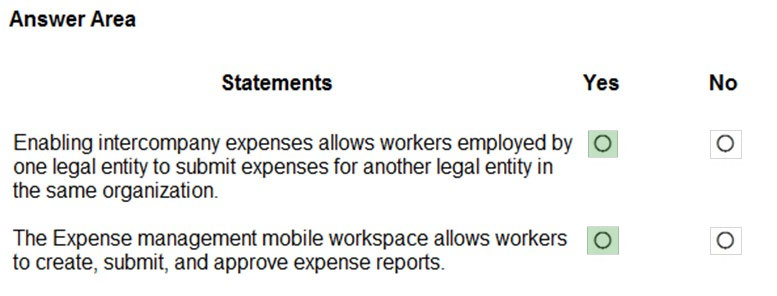 Answer Area
Statements Yes No
Enabling intercompany expenses allows workers employed by
one legal entity to submit expenses for another legal entity in
the same organization.
The Expense management mobile workspace allows workers
to create, submit, and approve expense reports.